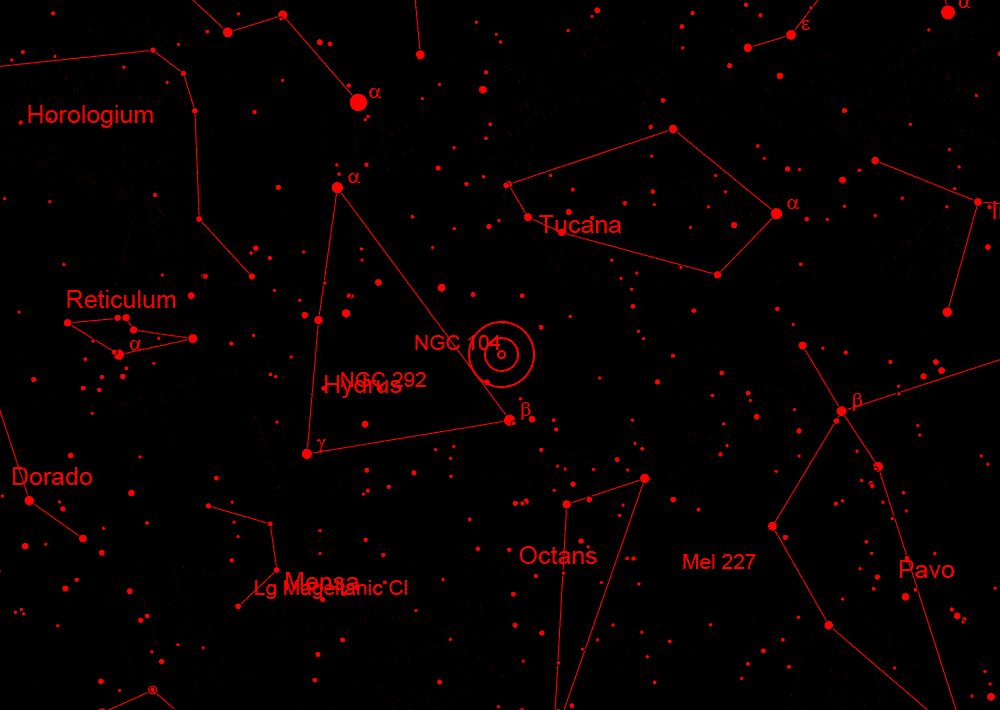 α
ε
α
Horologium
α
α
Tucana
Reticulum
α
NGC 104
NGC 292
Hydrus
β
β
γ
Dorado
Octans
Mel 227
Pavo
Mensa
Lg Magellanic Cl